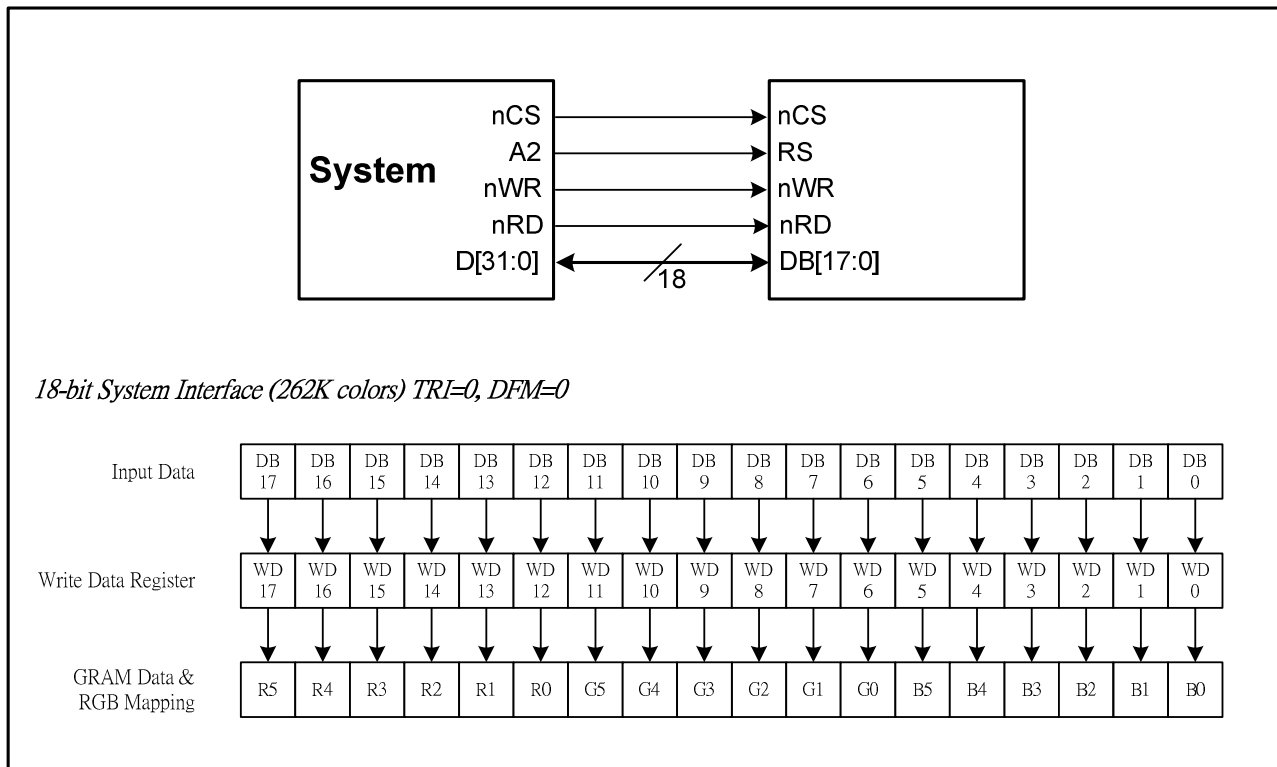 nCS nCS
A2 RS
System
nWR nWR
nRD nRD
D[31:0] DB[17:0]
18
18-bit System Interface (262K colors) TRI=0, DFM=0
Input Data DB 17 DB 16 DB 15 DB 14 DB 13 DB 12 DB 11 DB 10 DB 9 DB 8 DB 7 DB 6 DB 5 DB 4 DB 3 DB 2 DB 1 DB 0
Write Data Register WD 17 WD 16 WD 15 WD 14 WD 13 WD 12 WD 11 WD 10 WD 9 WD 8 WD 7 WD 6 WD 5 WD 4 WD 3 WD 2 WD 1 WD 0
GRAM Data &
RGB Mapping
R5 R4 R3 R2 R1 R0 G5 G4 G3 G2 G1 G0 B5 B4 B3 B2 B1 B0